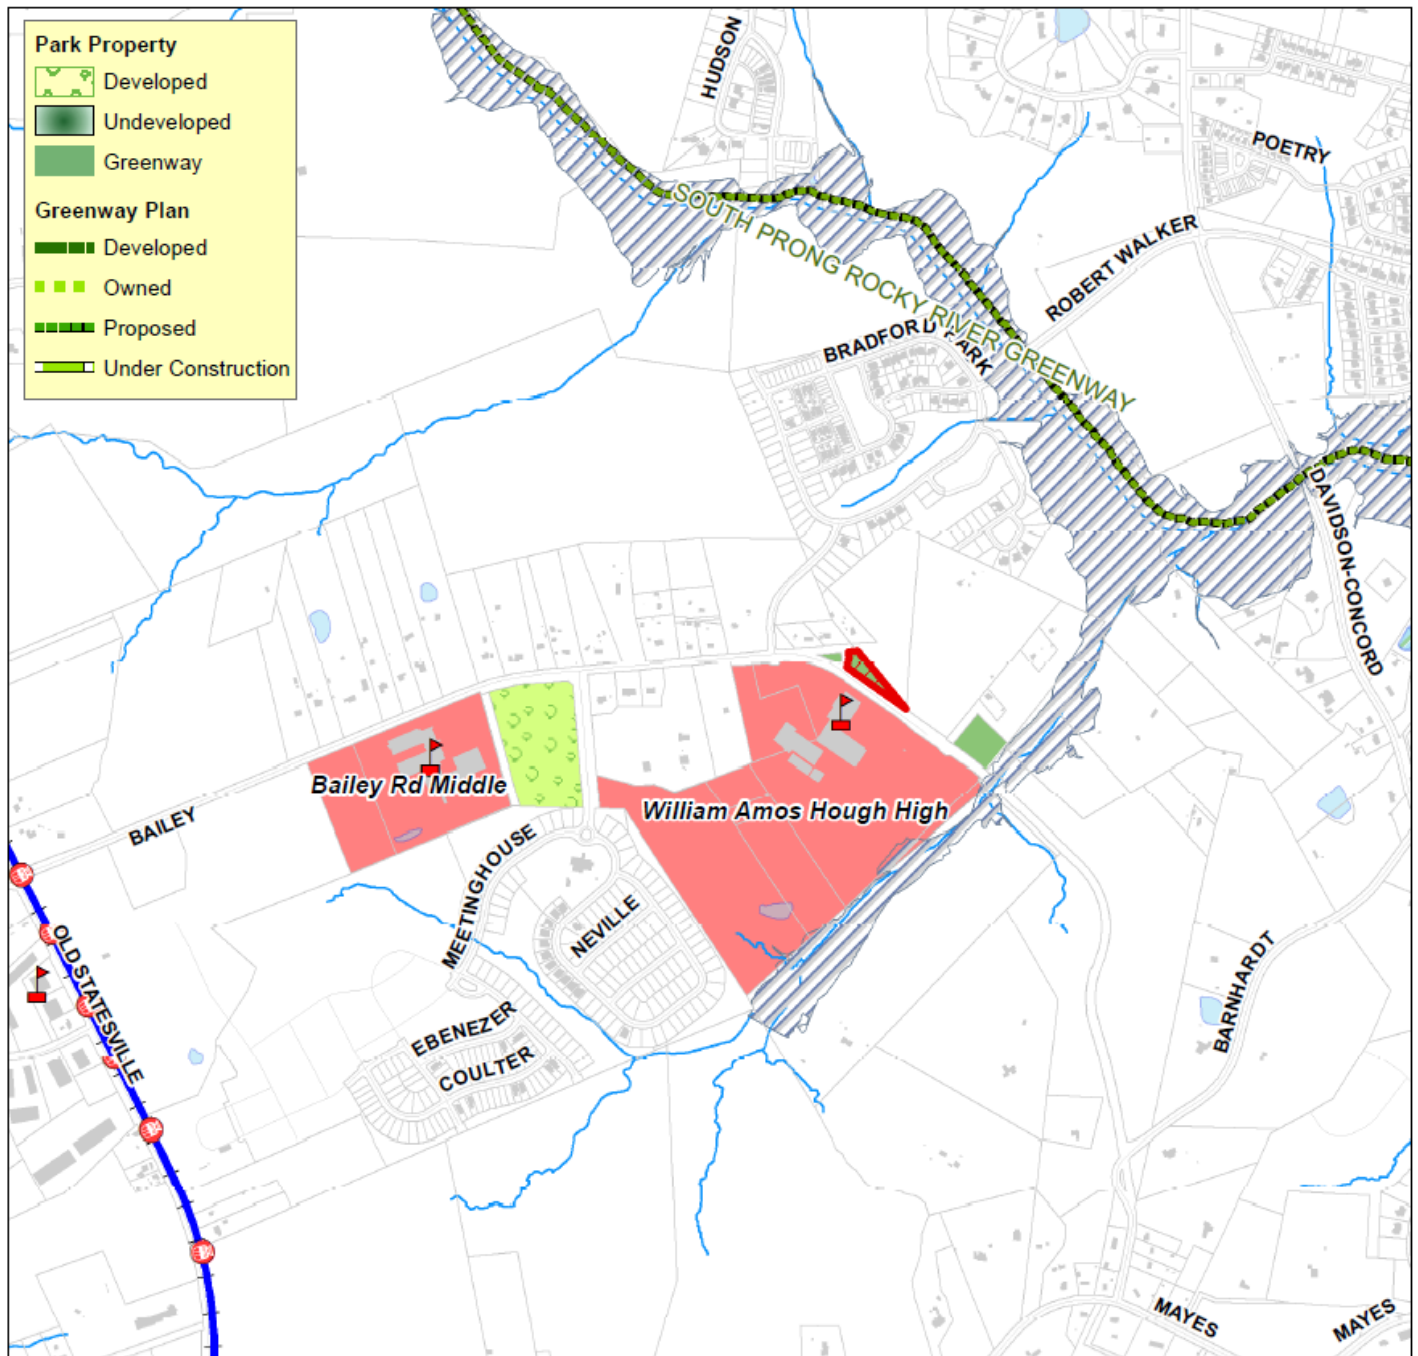 Park Property
Developed
Undeveloped
Greenway
Greenway Plan
Developed
Owned
Proposed
Under Construction
HUDSON
POETRY
SOUTH PRONG ROCKY RIVER GREENWAY
ROBERT WALKER
BRADFORD PARK
DAVIDSON-CONCORD
Bailey Rd Middle
William Amos Hough High
BAILEY
MEETINGHOUSE
NEVILLE
OLD STATESVILLE
EBENEZER
COULTER
BARNHARDT
MAYES
MAYES